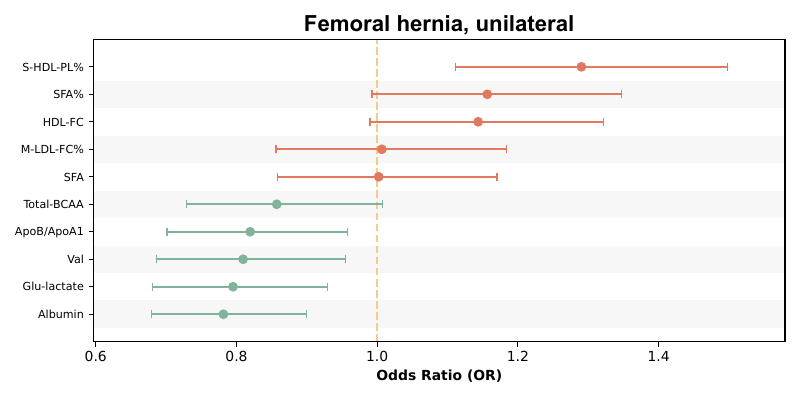 Femoral hernia, unilateral
S-HDL-PL%
SFA%
HDL-FC
M-LDL-FC%
SFA
Total-BCAA
ApoB/ApoA1
Val
Glu-lactate
Albumin
0.6 0.8 1.0 1.2 1.4
Odds Ratio (OR)